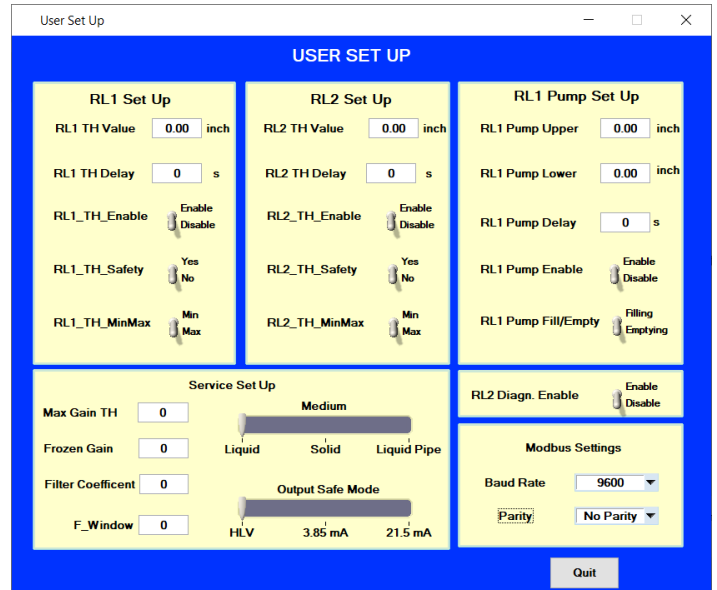 User Set Up
USER SET UP
RL1 Set Up
RL1 TH Value 0.00 inch
RL1 TH Delay 0 s
RL1_TH_Enable Enable
Disable
RL1_TH_Safety Yes
No
RL1_TH_MinMax Min
Max
RL2 Set Up
RL2 TH Value 0.00 inch
RL2 TH Delay 0 s
RL2_TH_Enable Enable
Disable
RL2_TH_Safety Yes
No
RL2_TH_MinMax Min
Max
RL1 Pump Set Up
RL1 Pump Upper 0.00 inch
RL1 Pump Lower 0.00 inch
RL1 Pump Delay 0 s
RL1 Pump Enable Enable
Disable
RL1 Pump Fill/Empty Filling
Emptying
Service Set Up
Max Gain TH 0
Frozen Gain 0
Filter Coefficent 0
F_Window 0
Medium
Liquid Solid Liquid Pipe
Output Safe Mode
HLV 3.85 mA 21.5 mA
RL2 Diagn. Enable Enable
Disable
Modbus Settings
Baud Rate 9600
Parity No Parity
Quit